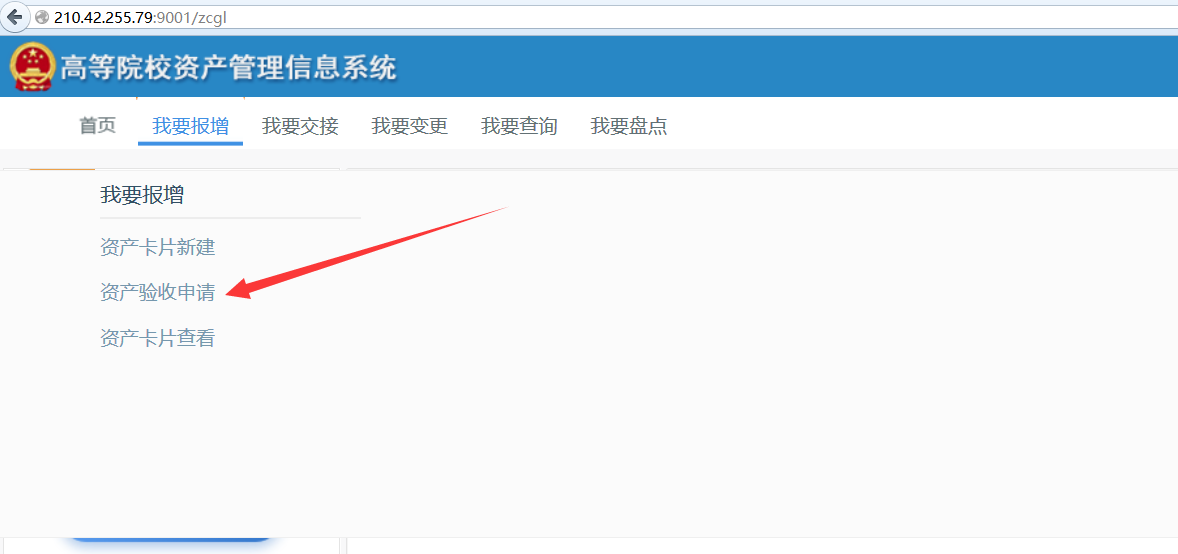 210.42.255.79:9001/zcgl
高等院校资产管理信息系统
首页 我要报增 我要交接 我要变更 我要查询 我要盘点
我要报增
资产卡片新建
资产验收申请
资产卡片查看